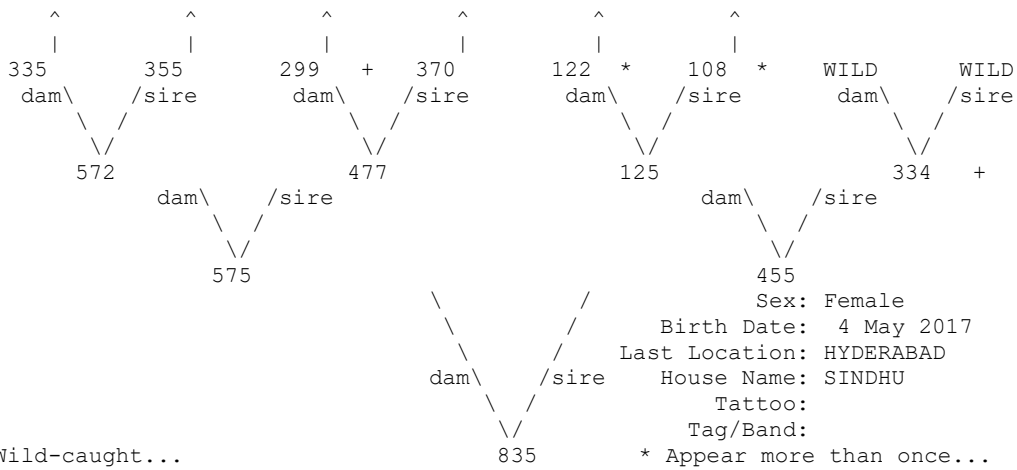 ^ ^ ^ ^ ^ ^
| | | | | |
335 355 299 + 370 122 * 108 * WILD WILD
dam\ /sire dam\ /sire dam\ /sire dam\ /sire
\ / \ / \ / \ /
\/ \/ \/ \/
572 477 125 334 +
dam\ /sire dam\ /sire
\ / \ /
\/ \/
575 455
\ / Sex: Female
\ / Birth Date: 4 May 2017
\ / Last Location: HYDERABAD
dam\ /sire House Name: SINDHU
\ / Tattoo:
\/ Tag/Band:
Wild-caught... 835 * Appear more than once...